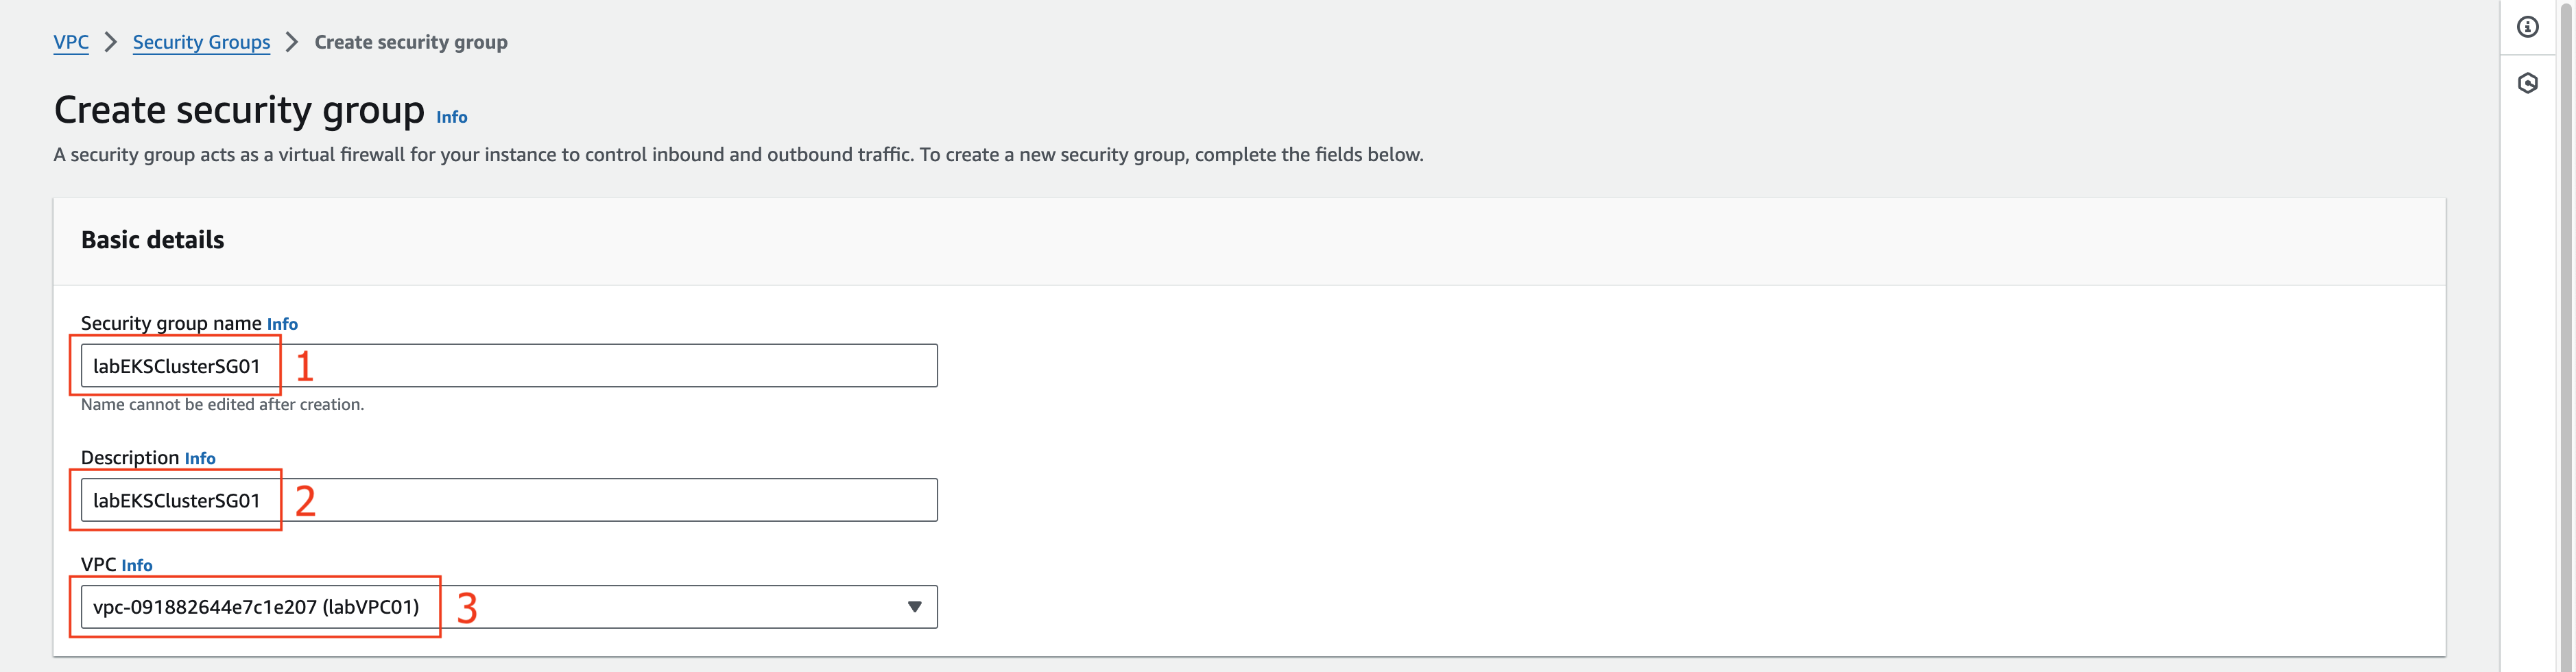 VPC > Security Groups > Create security group
Create security group Info
A security group acts as a virtual firewall for your instance to control inbound and outbound traffic. To create a new security group, complete the fields below.
Basic details
Security group name Info
labEKSClusterSG01 1
Name cannot be edited after creation.
Description Info
labEKSClusterSG01 2
VPC Info
vpc-091882644e7c1e207 (labVPC01) 3